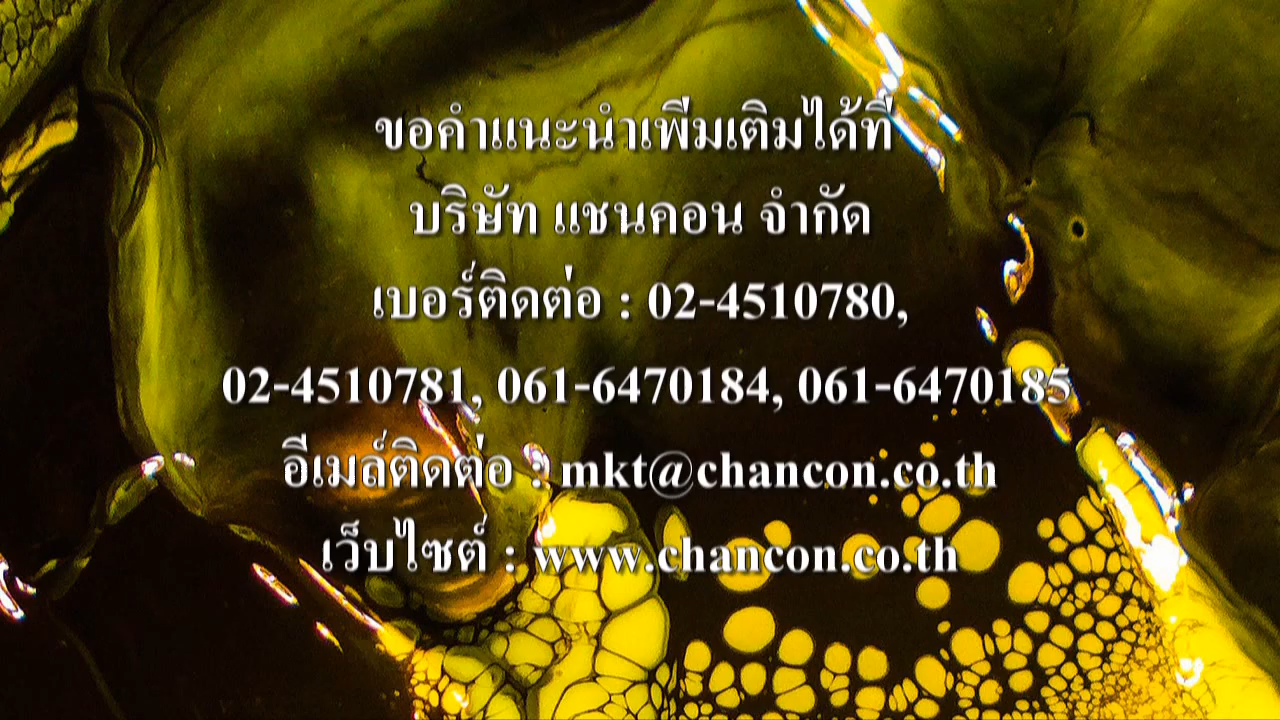 ขอคำแนะนำเพิ่มเติมได้ที่
บริษัท แชนคอน จำกัด
เบอร์ติดต่อ : 02-4510780,
02-4510781, 061-6470184, 061-6470185
อีเมล์ติดต่อ : mkt@chancon.co.th
เว็บไซต์ : www.chancon.co.th